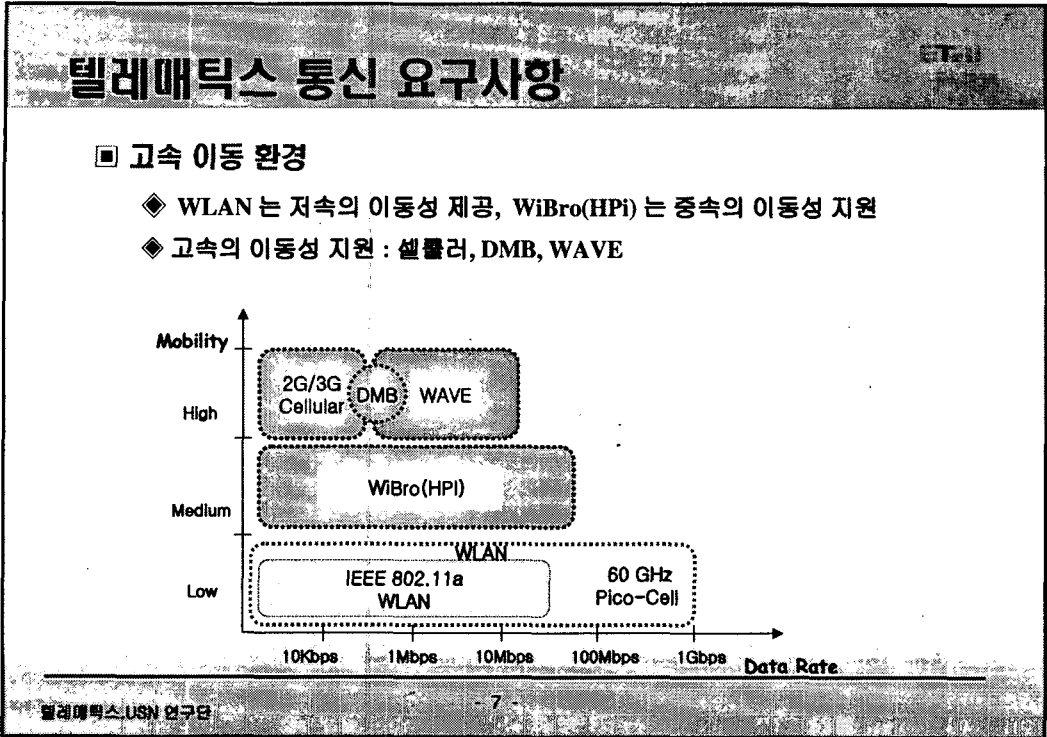 텔레매틱스 통신 요구사항
ETRI
▣ 고속 이동 환경
◈ WLAN 는 저속의 이동성 제공, WiBro(HPi) 는 중속의 이동성 지원
◈ 고속의 이동성 지원 : 셀룰러, DMB, WAVE
Mobility
High
2G/3G
Cellular
DMB
WAVE
Medium
WiBro(HPI)
Low
WLAN
IEEE 802.11a
WLAN
60 GHz
Pico-Cell
10Kbps 1Mbps 10Mbps 100Mbps 1Gbps
Data Rate
텔레매틱스.USN 연구단
- 7 -